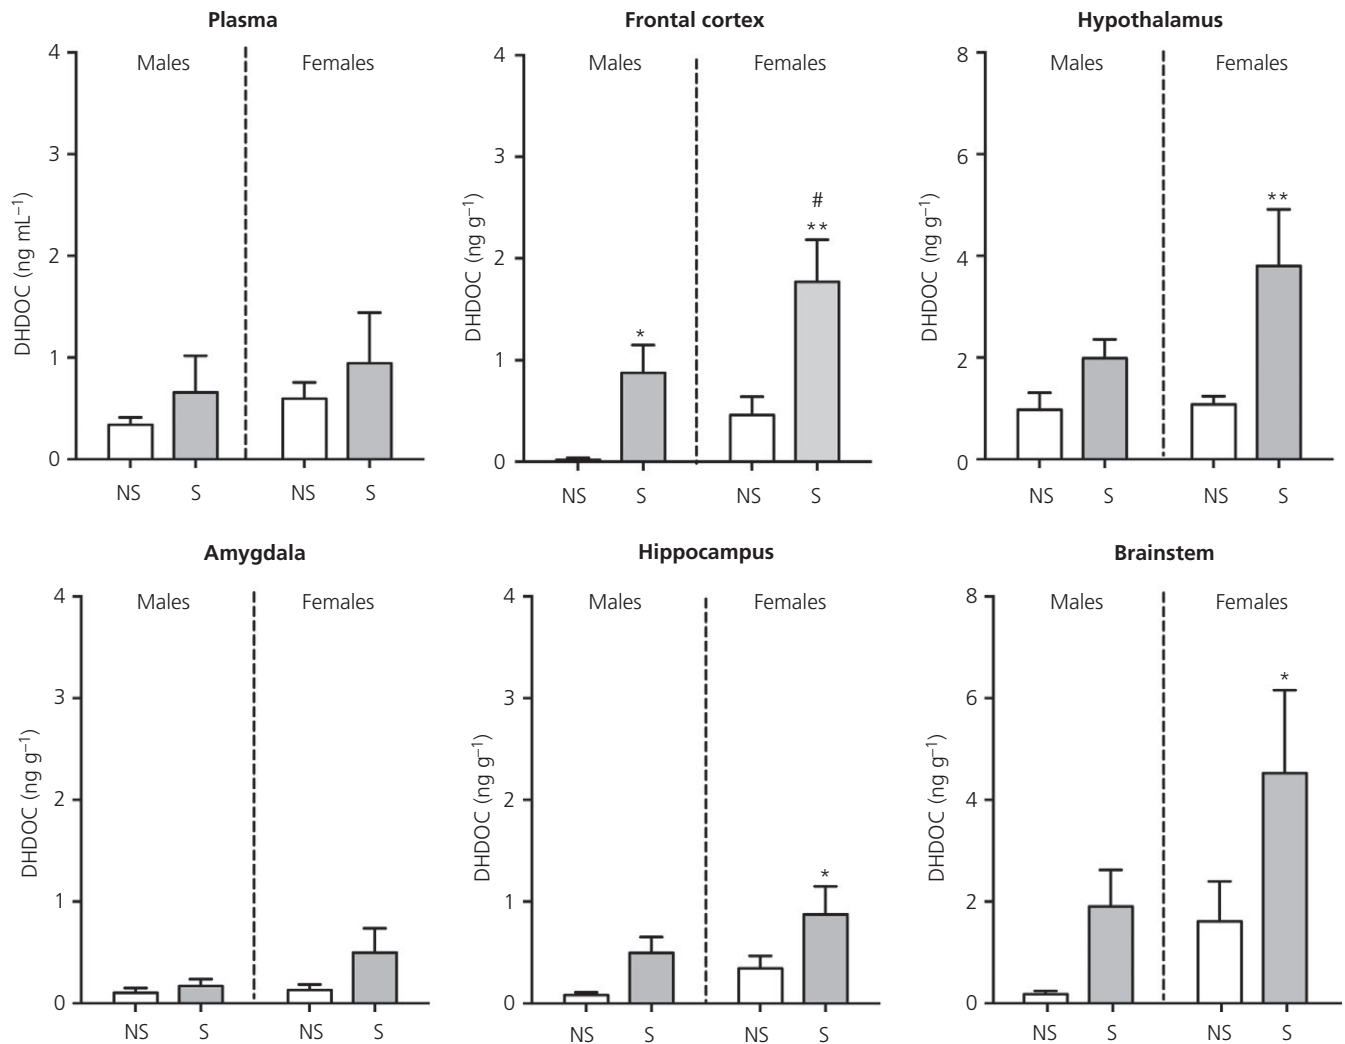 Plasma
Males
Females
4
3
2
1
0
DHDOC (ng mL⁻¹)
NS
S
NS
S
Frontal cortex
Males
Females
4
3
2
1
0
DHDOC (ng g⁻¹)
*
#
**
NS
S
NS
S
Hypothalamus
Males
Females
8
6
4
2
0
DHDOC (ng g⁻¹)
**
NS
S
NS
S
Amygdala
Males
Females
4
3
2
1
0
DHDOC (ng g⁻¹)
NS
S
NS
S
Hippocampus
Males
Females
4
3
2
1
0
DHDOC (ng g⁻¹)
*
NS
S
NS
S
Brainstem
Males
Females
8
6
4
2
0
DHDOC (ng g⁻¹)
*
NS
S
NS
S